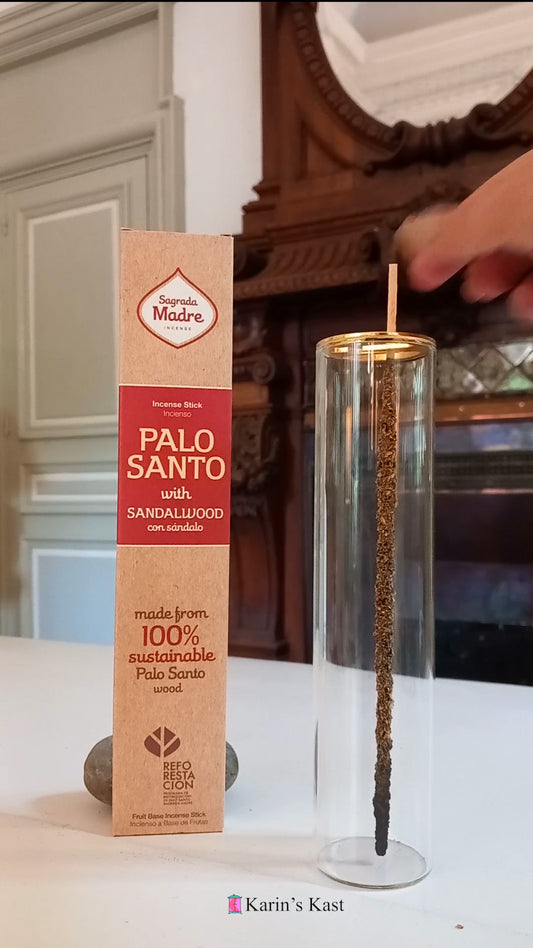 Sagrada
Madre
INCENSE
Incense Stick
Incienso
PALO
SANTO
with
SANDALWOOD
con sándalo
made from
100%
sustainable
Palo Santo
wood
REFO
RESTA
CION
Fruit Base Incense Stick
Incienso a Base de Frutas
Karin's Kast